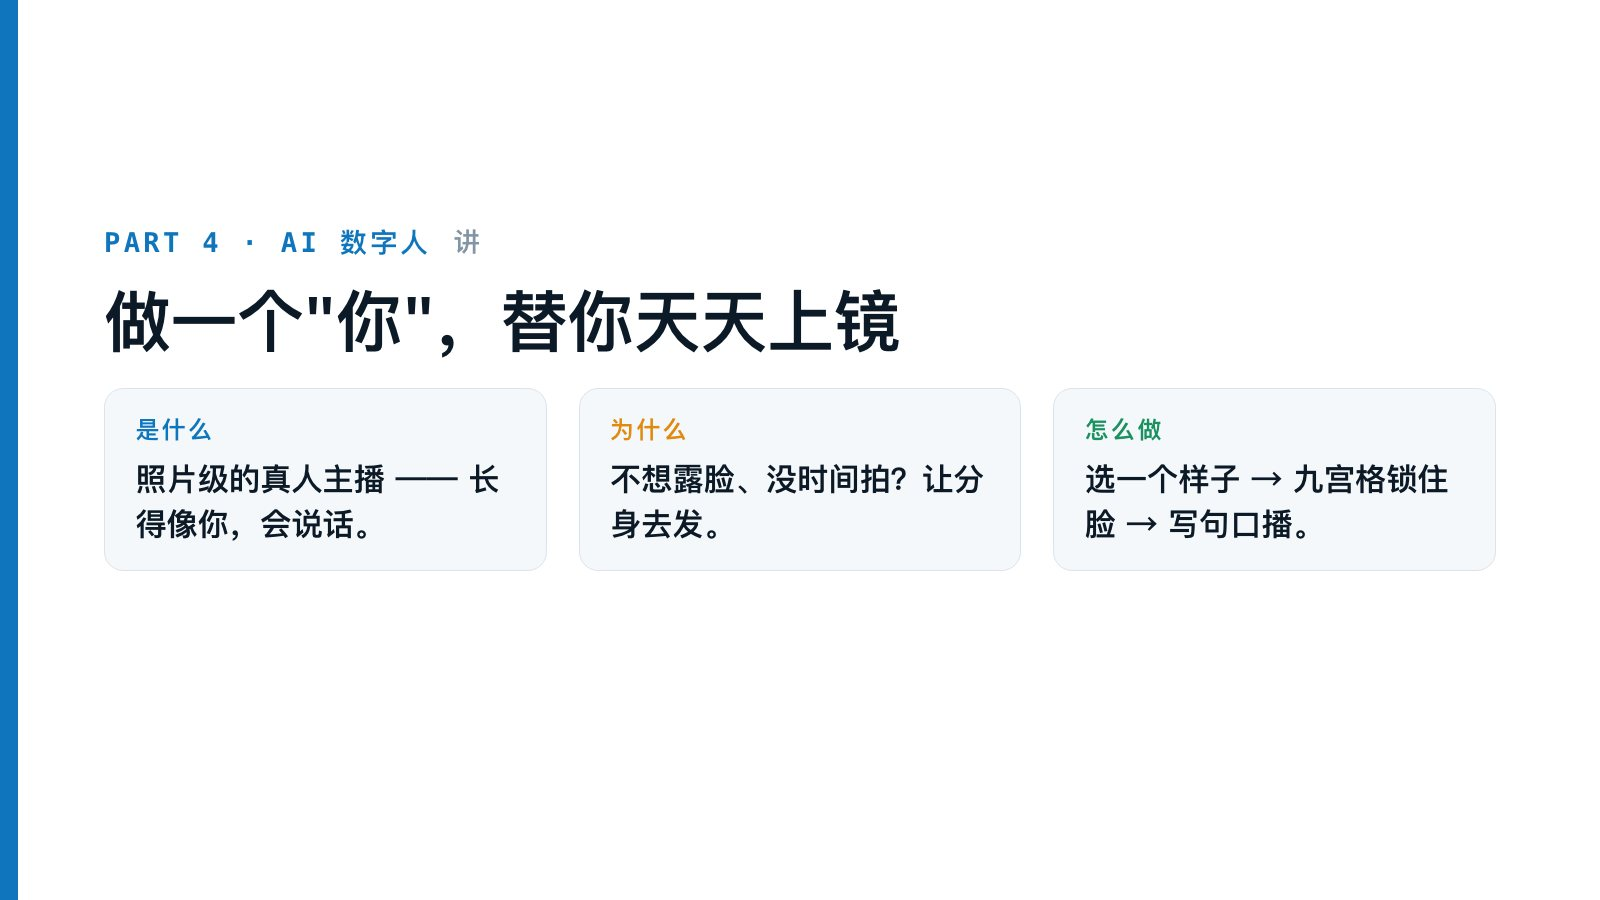 PART 4 · AI 数字人 讲
做一个"你"，替你天天上镜
是什么
照片级的真人主播 —— 长
得像你，会说话。
为什么
不想露脸、没时间拍？让分
身去发。
怎么做
选一个样子 → 九宫格锁住
脸 → 写句口播。